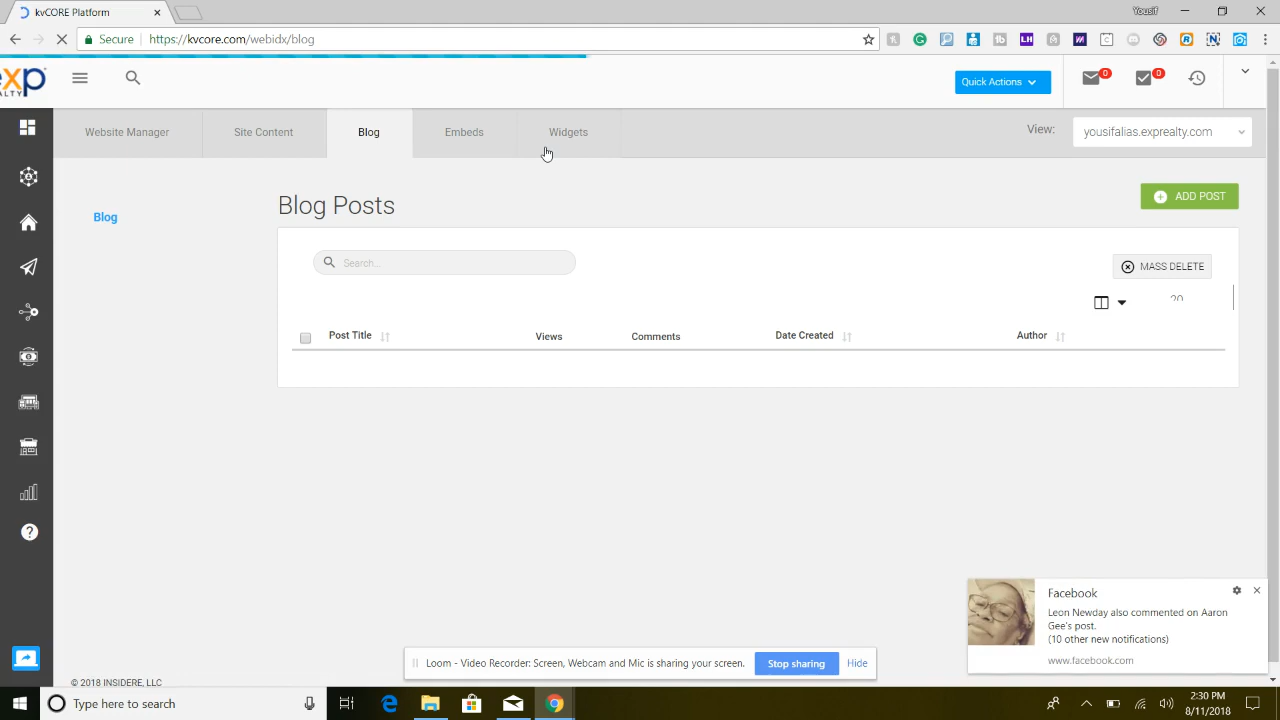 kvCORE Platform
Yousif
Secure
https://kvcore.com/webidx/blog
exp
REALTY
Quick Actions
0
0
Website Manager
Site Content
Blog
Embeds
Widgets
View:
yousifalias.exprealty.com
Blog
Blog Posts
ADD POST
Search...
MASS DELETE
20
Post Title
Views
Comments
Date Created
Author
Facebook
Leon Newday also commented on Aaron
Gee's post.
(10 other new notifications)
www.facebook.com
Loom - Video Recorder: Screen, Webcam and Mic is sharing your screen.
Stop sharing
Hide
© 2018 INSIDERE, LLC
Type here to search
2:30 PM
8/11/2018